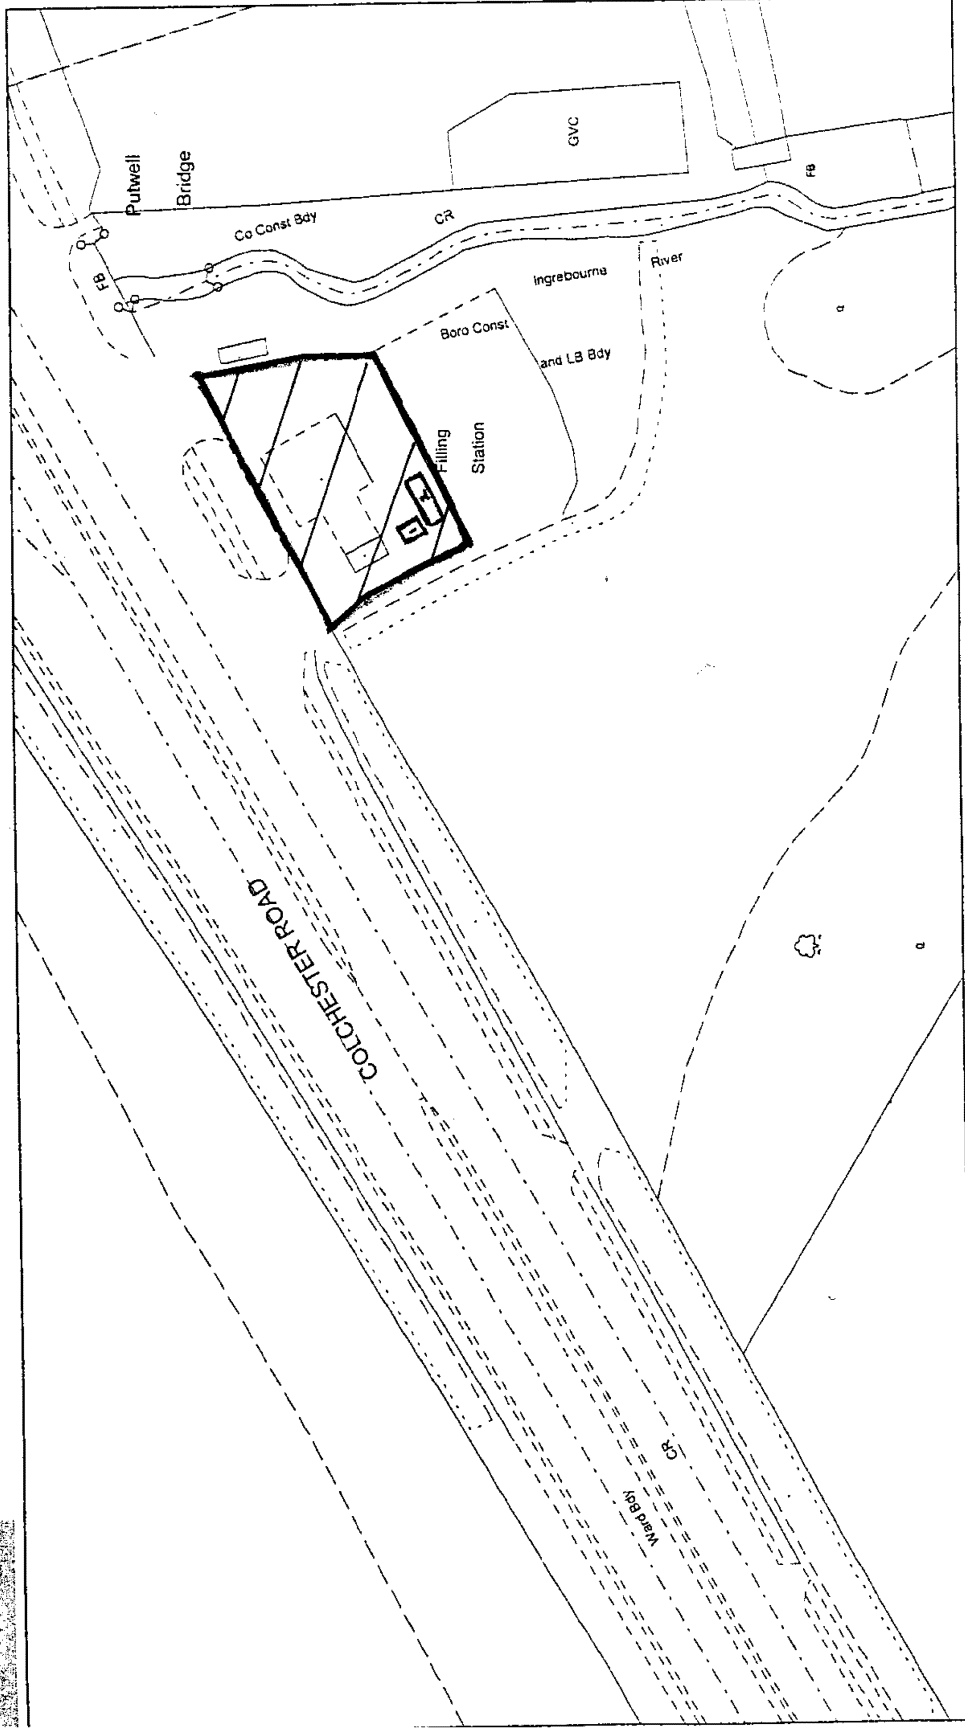 Putwell
Bridge
FB
Co Const Bdy
CR
GVC
FB
Ingrebourne
River
Boro Const
and LB Bdy
Filling
Station
COLCHESTER ROAD
Ward Bdy
CR